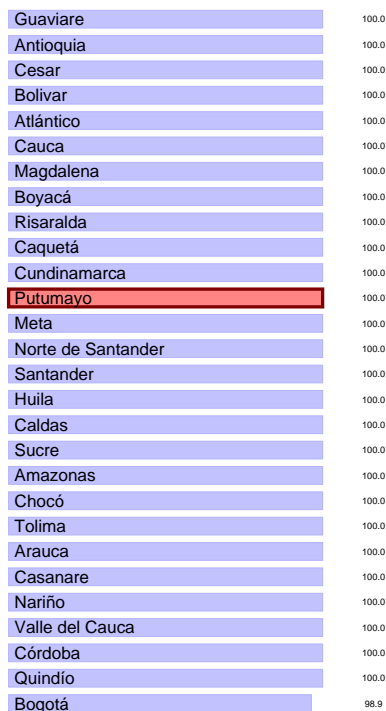 Guaviare 100.0
Antioquia 100.0
Cesar 100.0
Bolivar 100.0
Atlántico 100.0
Cauca 100.0
Magdalena 100.0
Boyacá 100.0
Risaralda 100.0
Caquetá 100.0
Cundinamarca 100.0
Putumayo 100.0
Meta 100.0
Norte de Santander 100.0
Santander 100.0
Huila 100.0
Caldas 100.0
Sucre 100.0
Amazonas 100.0
Chocó 100.0
Tolima 100.0
Arauca 100.0
Casanare 100.0
Nariño 100.0
Valle del Cauca 100.0
Córdoba 100.0
Quindío 100.0
Bogotá 98.9